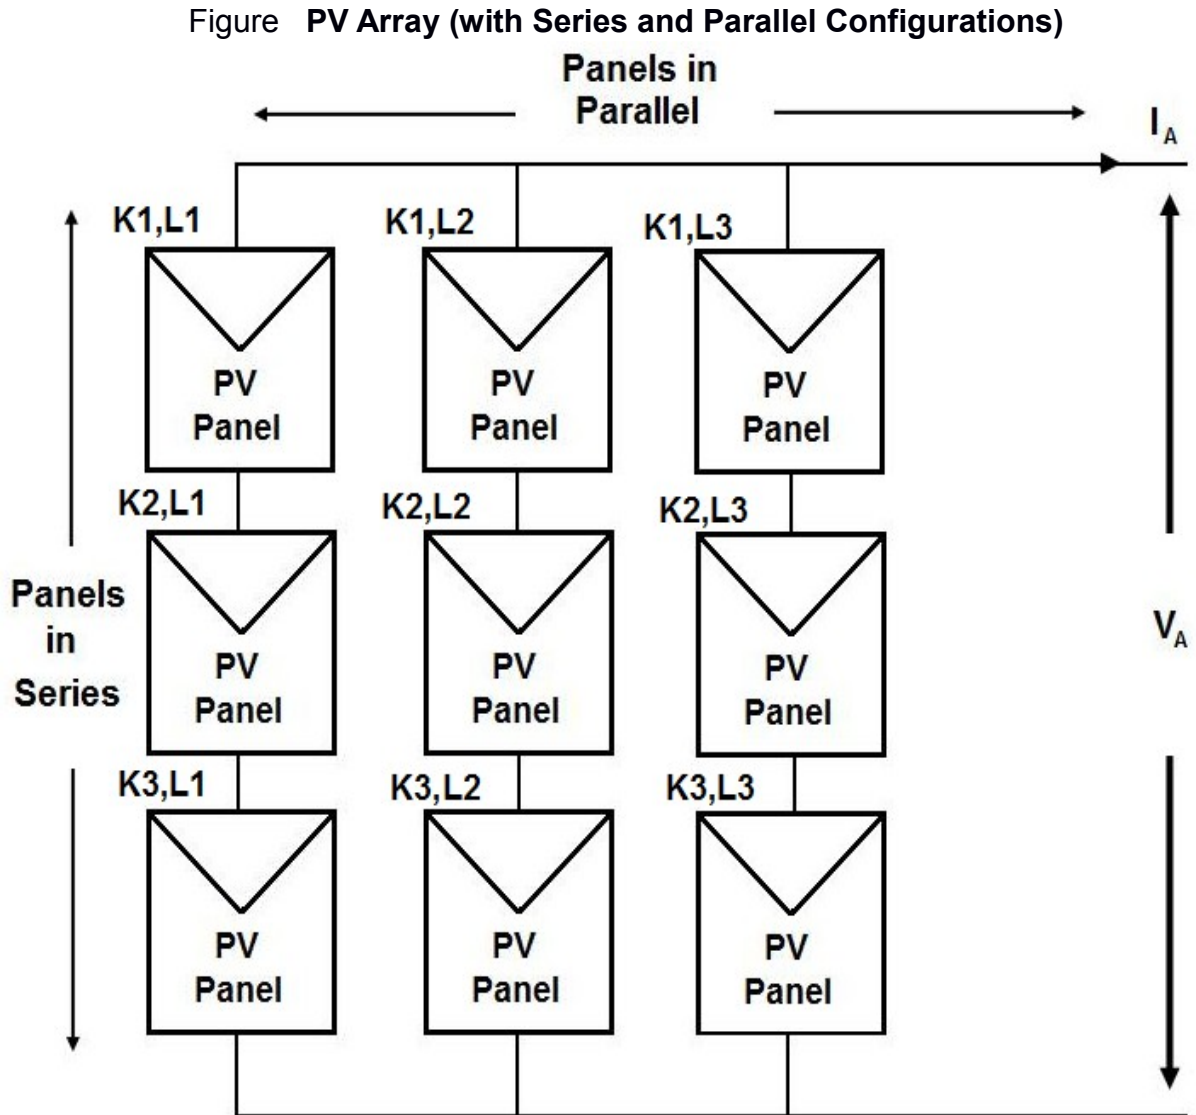 Figure PV Array (with Series and Parallel Configurations)
Panels in
Parallel
I A
K1,L1
K1,L2
K1,L3
PV
Panel
PV
Panel
PV
Panel
K2,L1
K2,L2
K2,L3
Panels
in
Series
PV
Panel
PV
Panel
PV
Panel
VA
K3,L1
K3,L2
K3,L3
PV
Panel
PV
Panel
PV
Panel